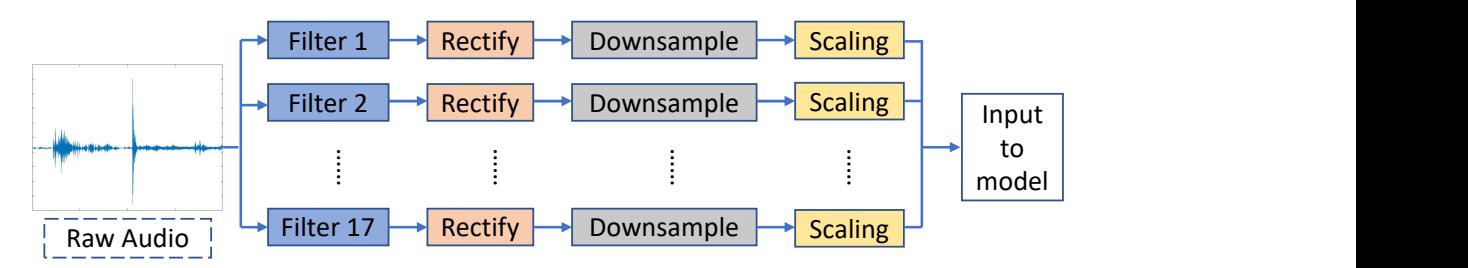 Filter 1 Rectify Downsample Scaling
Filter 2 Rectify Downsample Scaling
Input
to
model
Filter 17 Rectify Downsample Scaling
Raw Audio